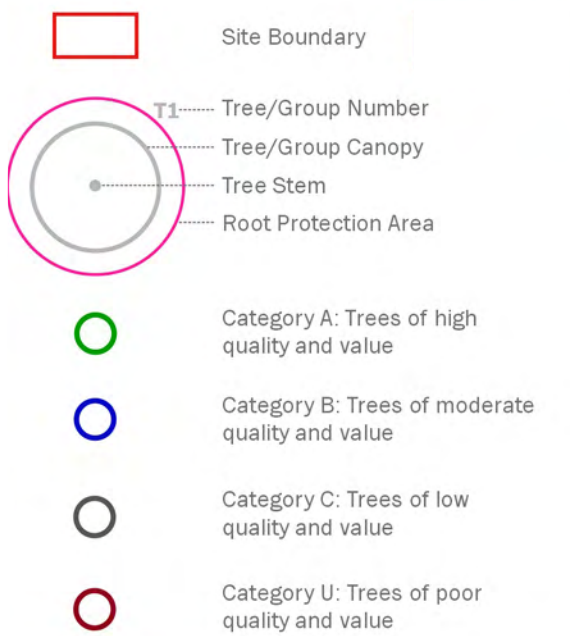 Site Boundary
T1
Tree/Group Number
Tree/Group Canopy
Tree Stem
Root Protection Area
Category A: Trees of high
quality and value
Category B: Trees of moderate
quality and value
Category C: Trees of low
quality and value
Category U: Trees of poor
quality and value